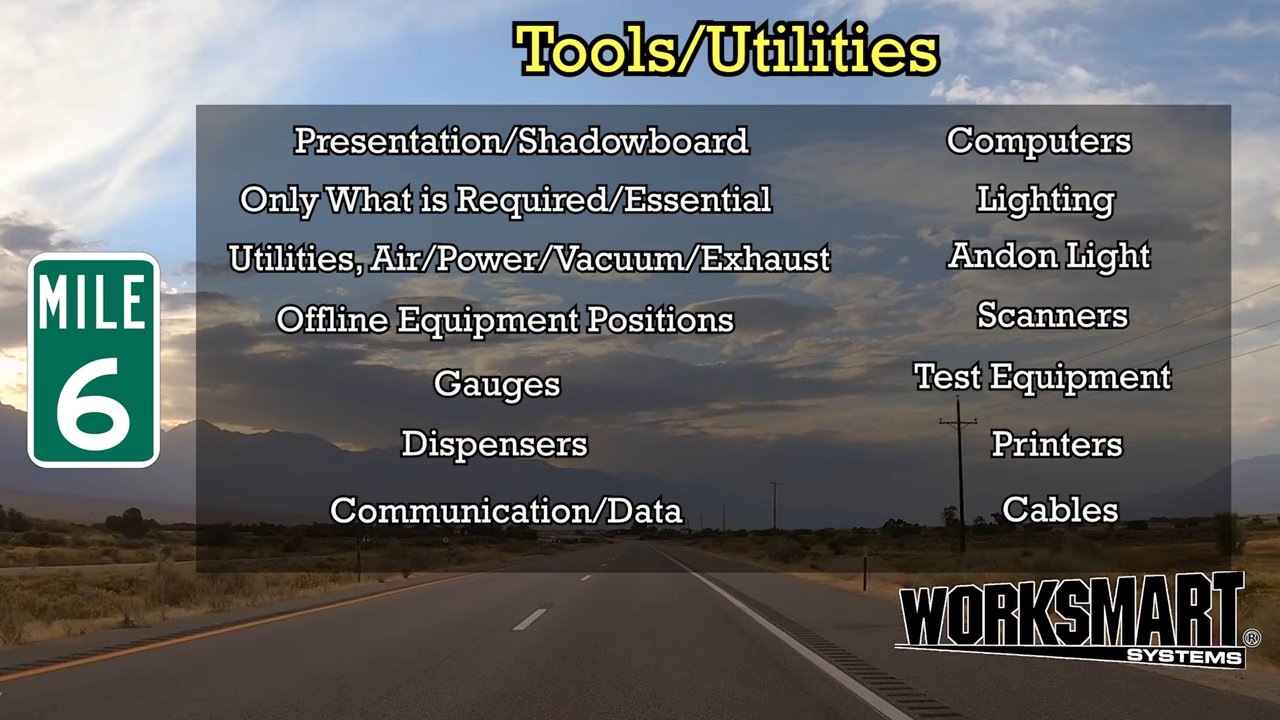 Tools/Utilities
Presentation/Shadowboard
Only What is Required/Essential
Utilities, Air/Power/Vacuum/Exhaust
Offline Equipment Positions
Gauges
Dispensers
Communication/Data
Computers
Lighting
Andon Light
Scanners
Test Equipment
Printers
Cables
MILE
6
WORKSMART®
SYSTEMS